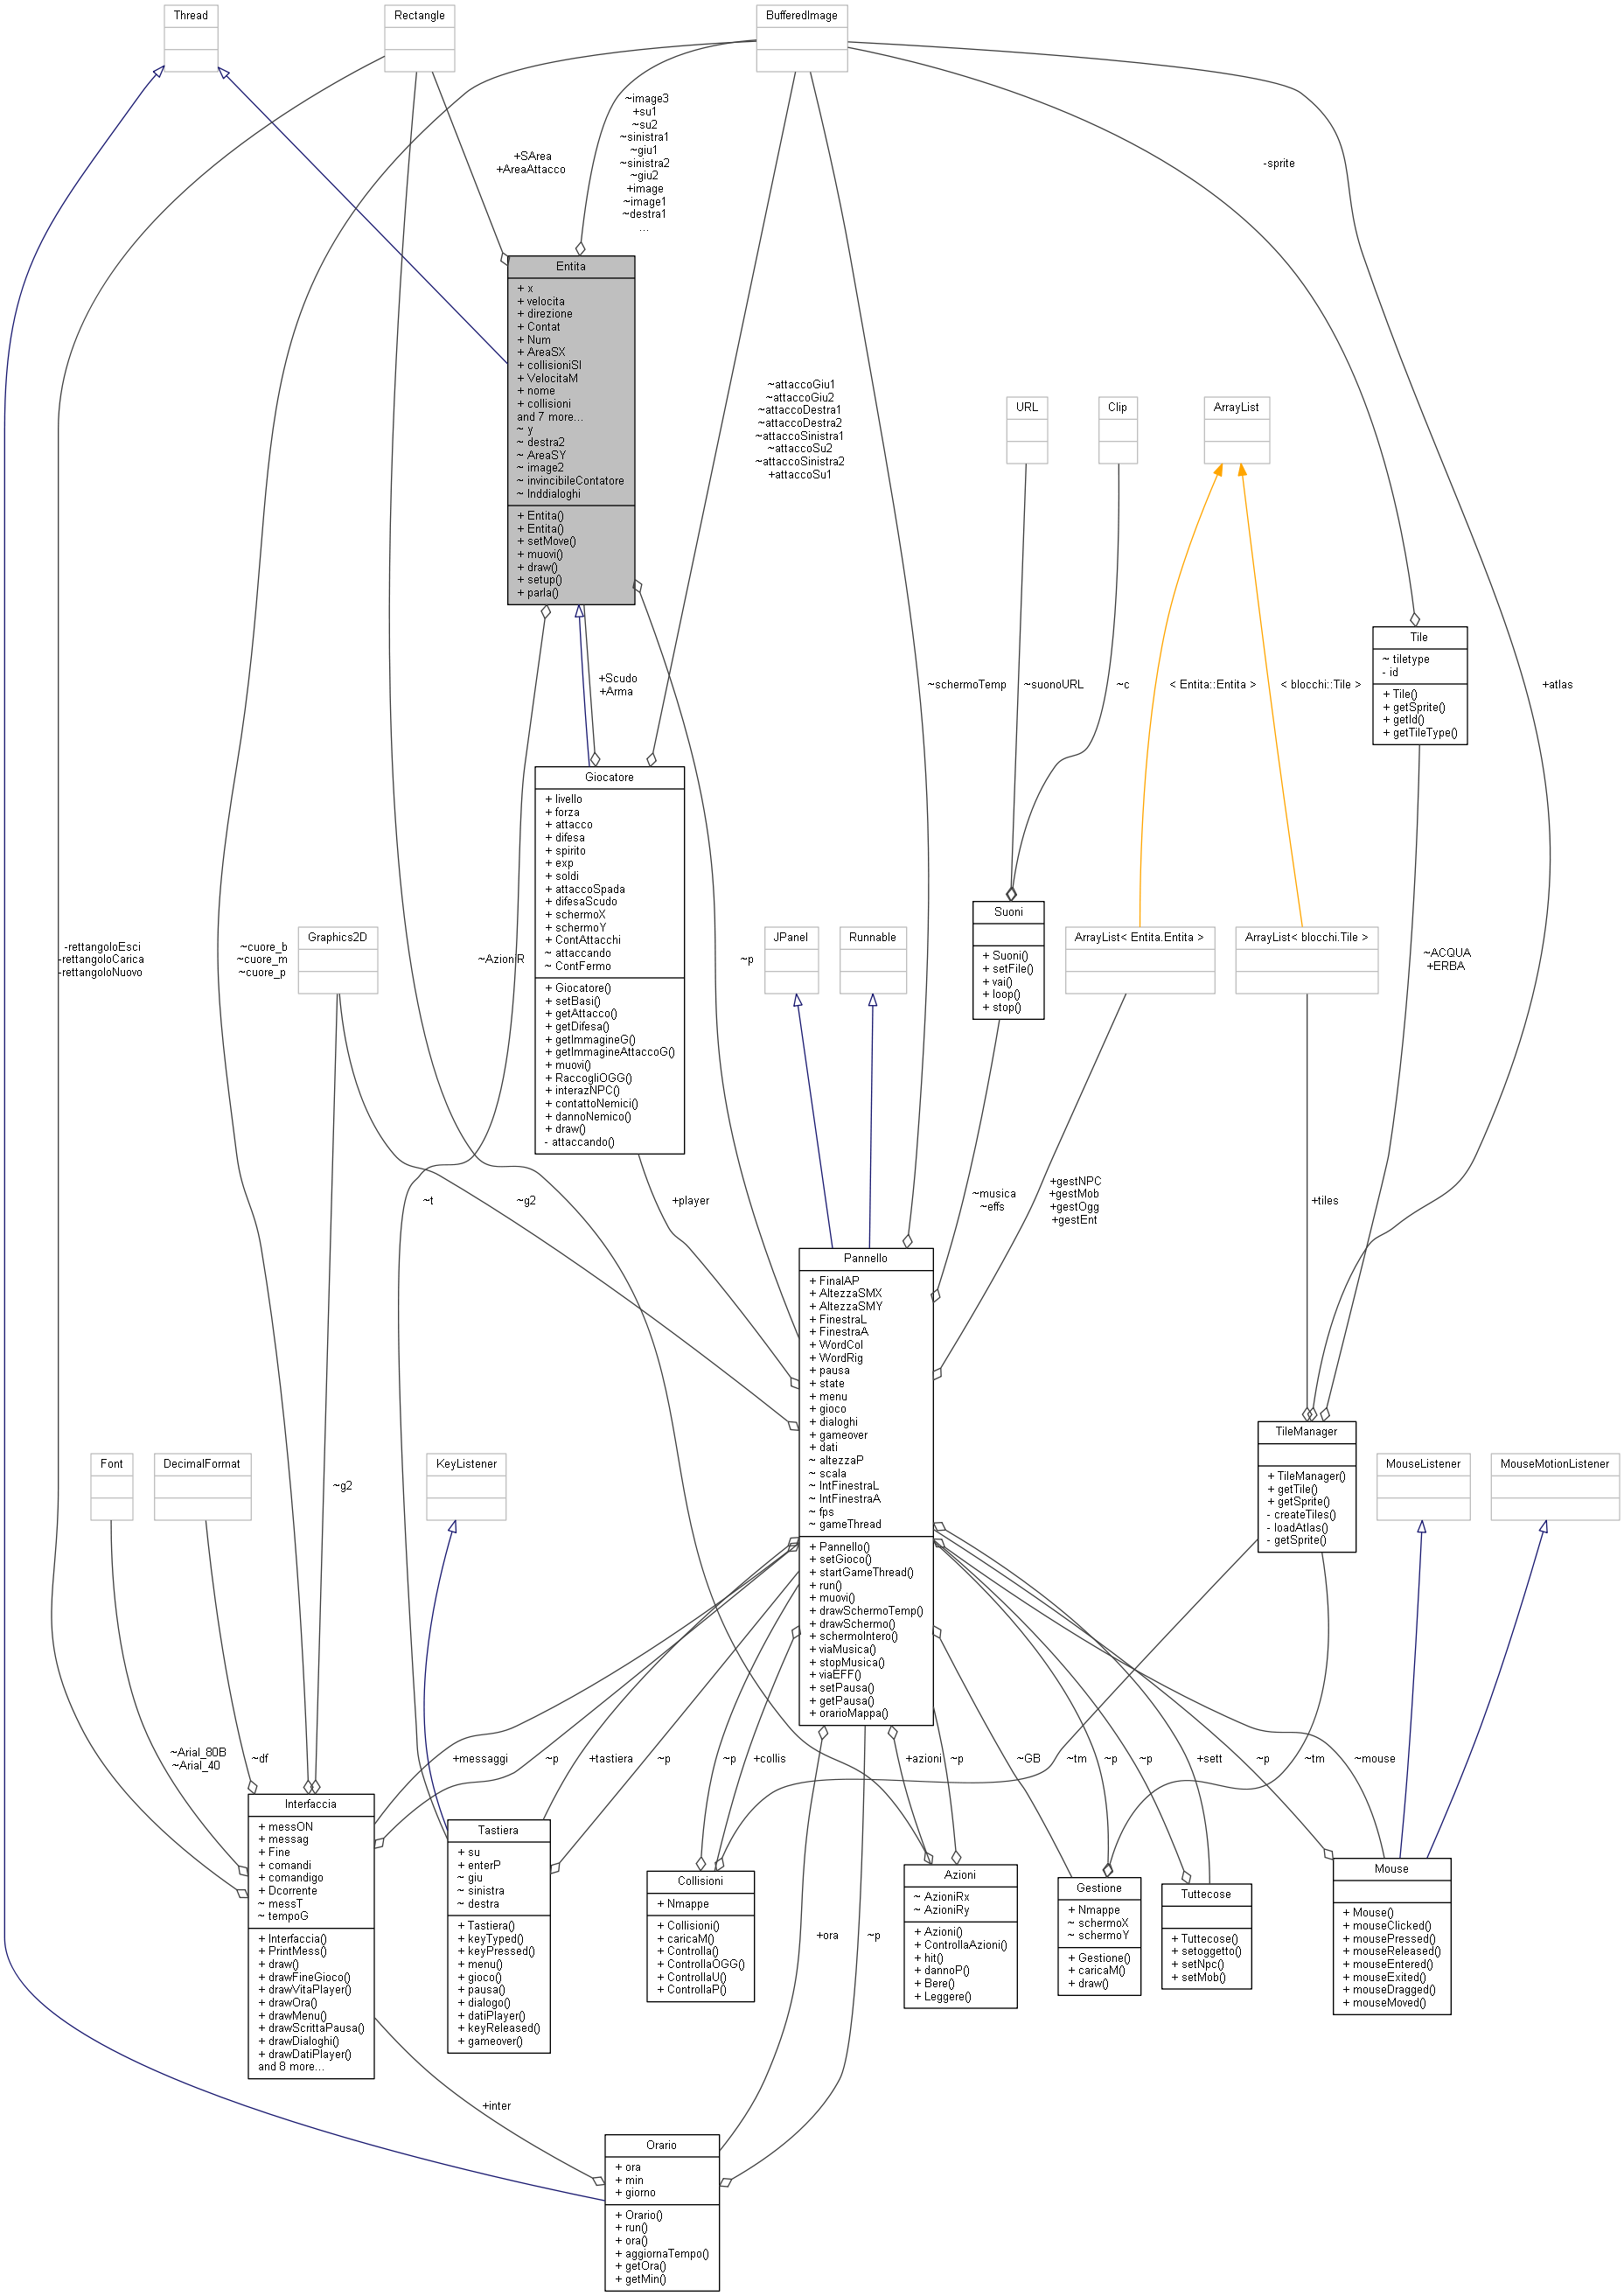 Thread
Rectangle
BufferedImage
~image3
+su1
~su2
~sinistra1
~giu1
~sinistra2
~giu2
+image
~image1
~destra1
...
+SArea
+AreaAttacco
-sprite
Entita
+ x
+ velocita
+ direzione
+ Contat
+ Num
+ AreaSX
+ collisioniSI
+ VelocitaM
+ nome
+ collisioni
and 7 more...
~ y
~ destra2
~ AreaSY
~ image2
~ invincibileContatore
~ Inddialoghi
+ Entita()
+ Entita()
+ setMove()
+ muovi()
+ draw()
+ setup()
+ parla()
~attaccoGiu1
~attaccoGiu2
~attaccoDestra1
~attaccoDestra2
~attaccoSinistra1
~attaccoSu2
~attaccoSinistra2
+attaccoSu1
URL
Clip
ArrayList
Tile
~ tiletype
- id
+ Tile()
+ getSprite()
+ getId()
+ getTileType()
+Scudo
+Arma
~schermoTemp
~suonoURL
~c
< Entita::Entita >
< blocchi::Tile >
+atlas
Giocatore
+ livello
+ forza
+ attacco
+ difesa
+ spirito
+ exp
+ soldi
+ attaccoSpada
+ difesaScudo
+ schermoX
+ schermoY
+ ContAttacchi
~ attaccando
~ ContFermo
+ Giocatore()
+ setBasi()
+ getAttacco()
+ getDifesa()
+ getImmagineG()
+ getImmagineAttaccoG()
+ muovi()
+ RaccogliOGG()
+ interazNPC()
+ contattoNemici()
+ dannoNemico()
+ draw()
- attaccando()
-rettangoloEsci
-rettangoloCarica
-rettangoloNuovo
~cuore_b
~cuore_m
~cuore_p
Graphics2D
~AzioniR
~p
JPanel
Runnable
Suoni
+ Suoni()
+ setFile()
+ vai()
+ loop()
+ stop()
ArrayList< Entita.Entita >
ArrayList< blocchi.Tile >
~ACQUA
+ERBA
~t
~g2
+player
~musica
~effs
+gestNPC
+gestMob
+gestOgg
+gestEnt
+tiles
Pannello
+ FinalAP
+ AltezzaSMX
+ AltezzaSMY
+ FinestraL
+ FinestraA
+ WordCol
+ WordRig
+ pausa
+ state
+ menu
+ gioco
+ dialoghi
+ gameover
+ dati
~ altezzaP
~ scala
~ IntFinestraL
~ IntFinestraA
~ fps
~ gameThread
+ Pannello()
+ setGioco()
+ startGameThread()
+ run()
+ muovi()
+ drawSchermoTemp()
+ drawSchermo()
+ schermoIntero()
+ viaMusica()
+ stopMusica()
+ viaEFF()
+ setPausa()
+ getPausa()
+ orarioMappa()
Font
DecimalFormat
~g2
KeyListener
TileManager
+ TileManager()
+ getTile()
+ getSprite()
- createTiles()
- loadAtlas()
- getSprite()
MouseListener
MouseMotionListener
~Arial_80B
~Arial_40
~df
+messaggi
~p
+tastiera
~p
~p
+collis
+azioni
~p
~GB
~tm
~p
~p
+sett
~p
~tm
~mouse
Interfaccia
+ messON
+ messag
+ Fine
+ comandi
+ comandigo
+ Dcorrente
~ messT
~ tempoG
+ Interfaccia()
+ PrintMess()
+ draw()
+ drawFineGioco()
+ drawVitaPlayer()
+ drawOra()
+ drawMenu()
+ drawScrittaPausa()
+ drawDialoghi()
+ drawDatiPlayer()
and 8 more...
Tastiera
+ su
+ enterP
~ giu
~ sinistra
~ destra
+ Tastiera()
+ keyTyped()
+ keyPressed()
+ menu()
+ gioco()
+ pausa()
+ dialogo()
+ datiPlayer()
+ keyReleased()
+ gameover()
Collisioni
+ Nmappe
+ Collisioni()
+ caricaM()
+ Controlla()
+ ControllaOGG()
+ ControllaU()
+ ControllaP()
Azioni
~ AzioniRx
~ AzioniRy
+ Azioni()
+ ControllaAzioni()
+ hit()
+ dannoP()
+ Bere()
+ Leggere()
Gestione
+ Nmappe
~ schermoX
~ schermoY
+ Gestione()
+ caricaM()
+ draw()
Tuttecose
+ Tuttecose()
+ setoggetto()
+ setNpc()
+ setMob()
Mouse
+ Mouse()
+ mouseClicked()
+ mousePressed()
+ mouseReleased()
+ mouseEntered()
+ mouseExited()
+ mouseDragged()
+ mouseMoved()
+ora
~p
+inter
Orario
+ ora
+ min
+ giorno
+ Orario()
+ run()
+ ora()
+ aggiornaTempo()
+ getOra()
+ getMin()